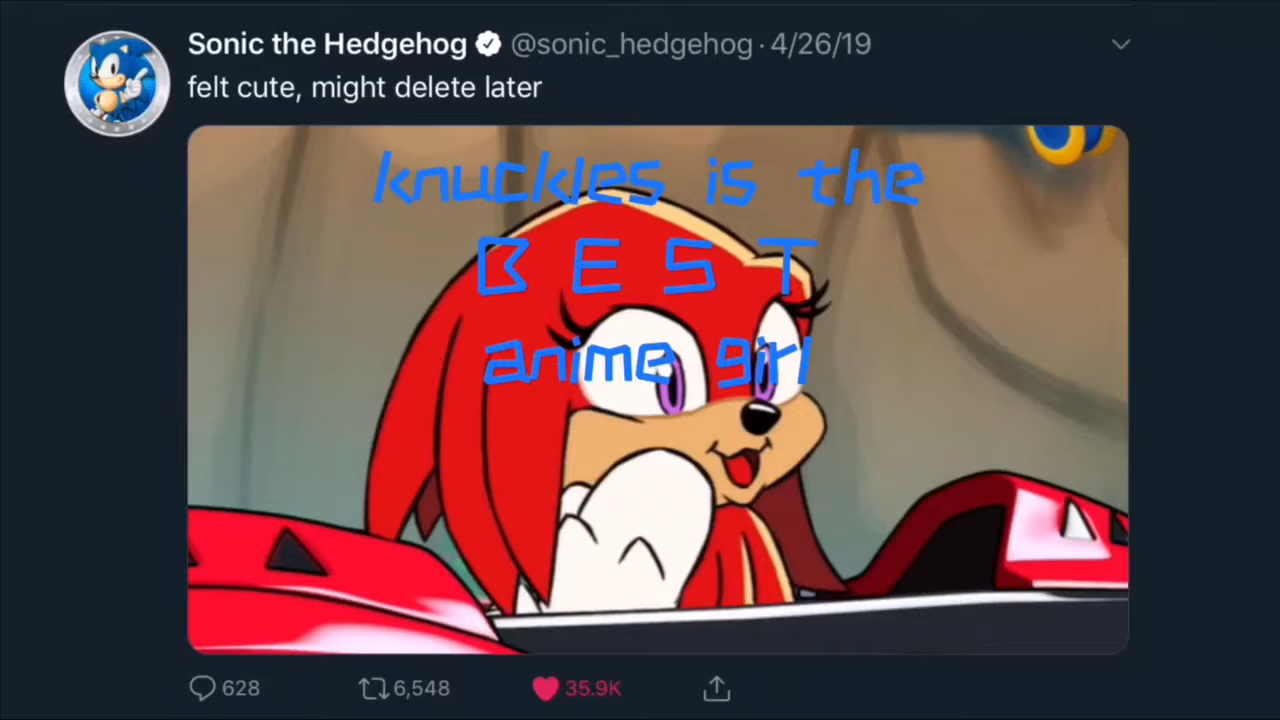 Sonic the Hedgehog @sonic_hedgehog · 4/26/19
felt cute, might delete later
knuckles is the
B E S T
anime girl
628 6,548 35.9K